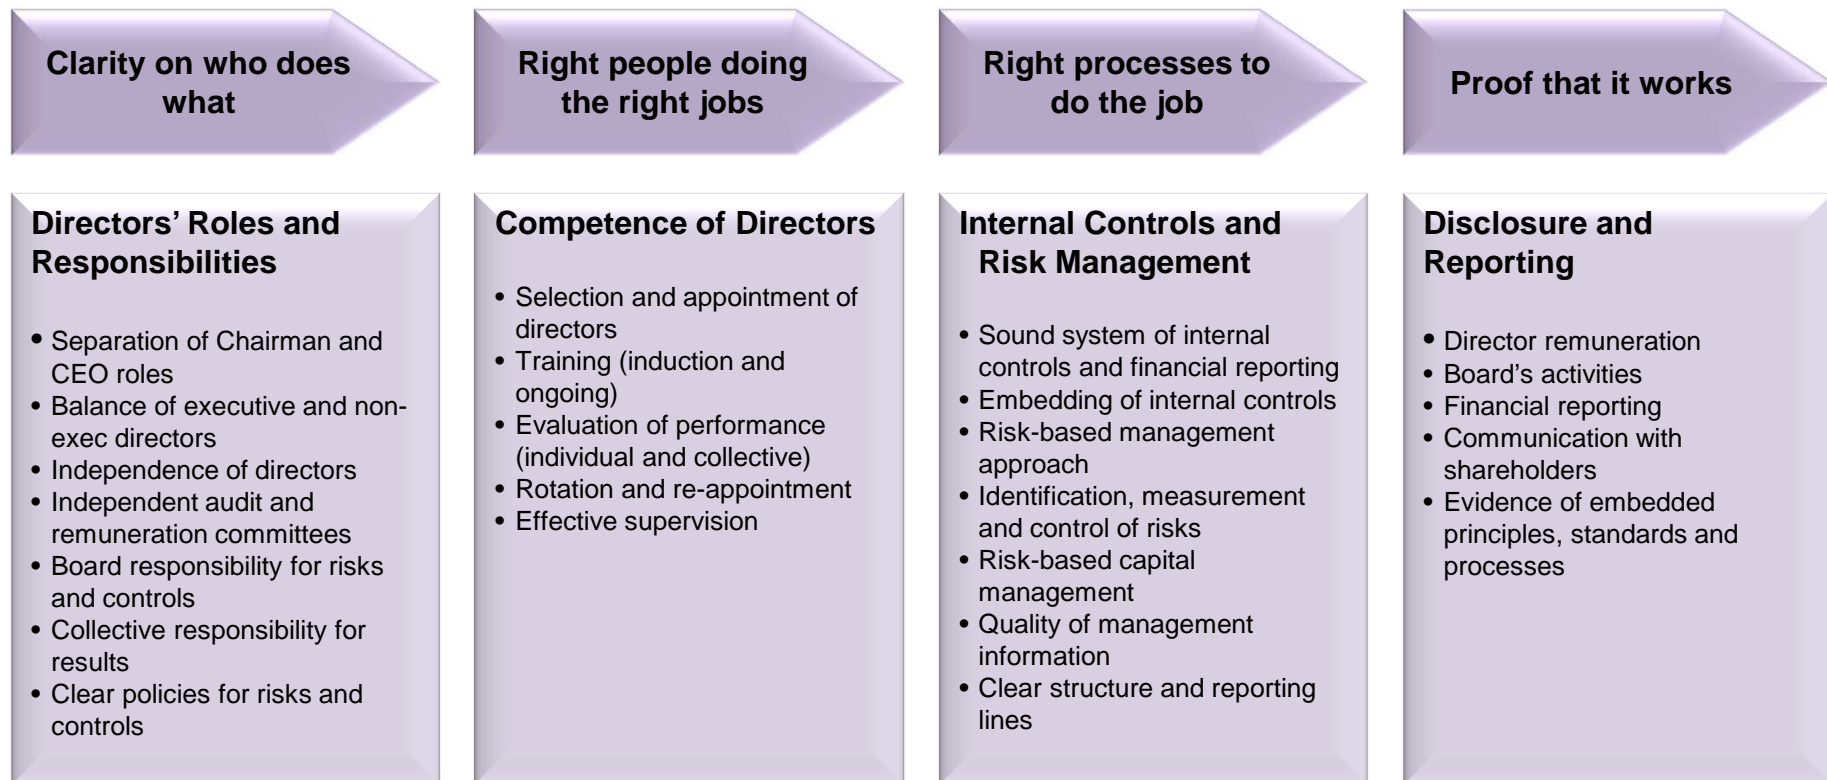 Clarity on who does
what
Right people doing
the right jobs
Right processes to
do the job
Proof that it works
Directors’ Roles and
Responsibilities
• Separation of Chairman and
CEO roles
• Balance of executive and non-
exec directors
• Independence of directors
• Independent audit and
remuneration committees
• Board responsibility for risks
and controls
• Collective responsibility for
results
• Clear policies for risks and
controls
Competence of Directors
• Selection and appointment of
directors
• Training (induction and
ongoing)
• Evaluation of performance
(individual and collective)
• Rotation and re-appointment
• Effective supervision
Internal Controls and
Risk Management
• Sound system of internal
controls and financial reporting
• Embedding of internal controls
• Risk-based management
approach
• Identification, measurement
and control of risks
• Risk-based capital
management
• Quality of management
information
• Clear structure and reporting
lines
Disclosure and
Reporting
• Director remuneration
• Board’s activities
• Financial reporting
• Communication with
shareholders
• Evidence of embedded
principles, standards and
processes